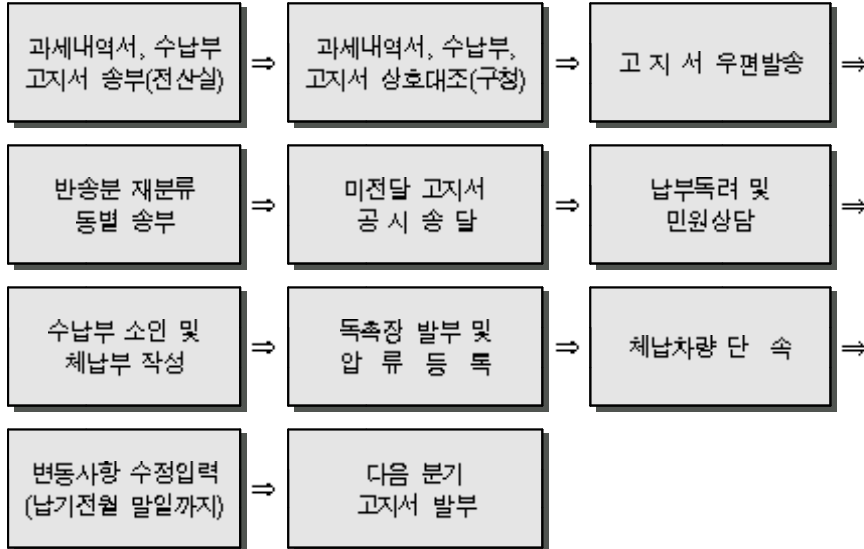 과세내역서, 수납부
고지서 송부(전산실)
⇒
과세내역서, 수납부,
고지서 상호대조(구청)
⇒
고 지 서 우편발송
⇒
반송분 재분류
동별 송부
⇒
미전달 고지서
공 시 송 달
⇒
납부독려 및
민원상담
⇒
수납부 소인 및
체납부 작성
⇒
독촉장 발부 및
압 류 등 록
⇒
체납차량 단 속
⇒
변동사항 수정입력
(납기전월 말일까지)
⇒
다음 분기
고지서 발부